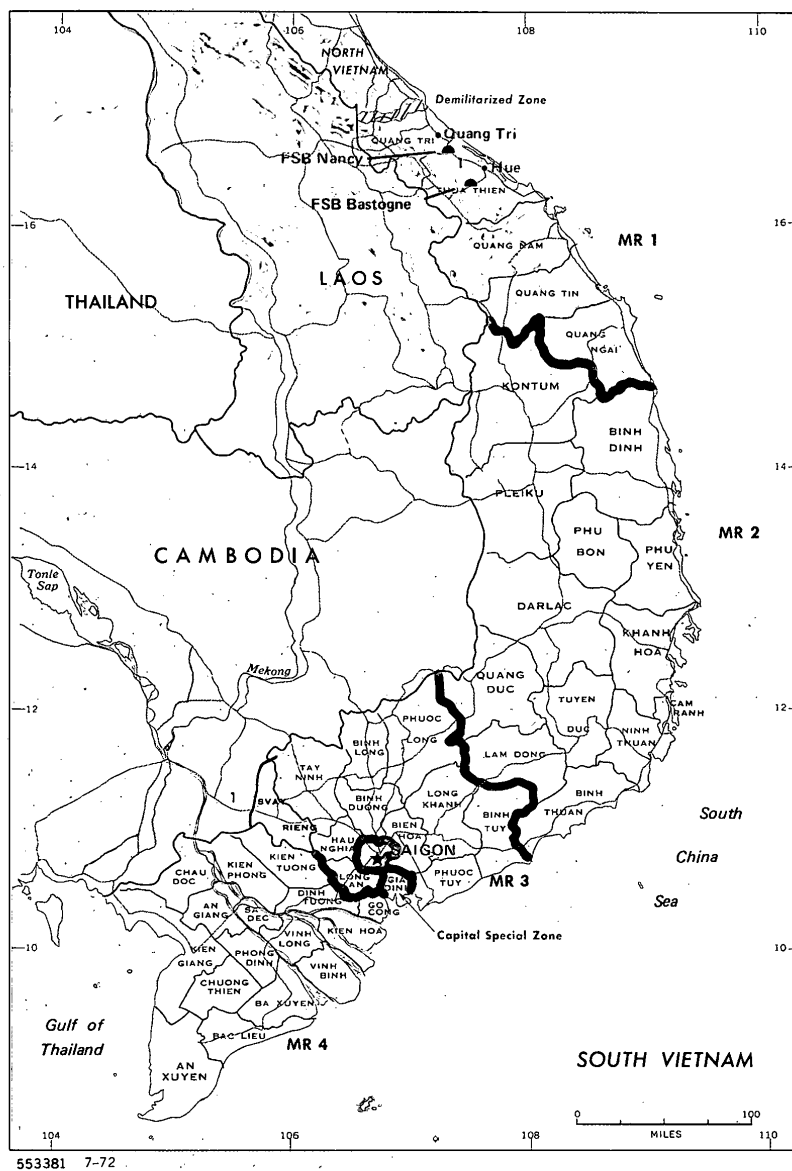 106
108
110
NORTH
VIETNAM
Demilitarized Zone
Quang Tri
QUANG TRI
FSB Nancy
1
Hue
THUA THIEN
FSB Bastogne
16
16
MR 1
QUANG NAM
LAOS
THAILAND
QUANG TIN
QUANG
NGAI
KONTUM
BINH
DINH
14
14
PLEIKU
MR 2
PHU
BON
PHU
YEN
CAMBODIA
Tonle
Sap
DARLAC
KHANH
HOA
Mekong
QUANG
DUC
12
12
TUYEN
DUC
CAM
RANH
NINH
THUAN
PHUOC
LONG
BINH
LONG
LAM DONG
TAY
NINH
1
SVAY
RIENG
BINH
DUONG
LONG
KHANH
BINH
TUY
BINH
THUAN
South
China
Sea
BIEN
HOA
HAU
NGHIA
SAIGON
KIEN
PHONG
KIEN
TUONG
CHAU
DOC
LONG
AN
GIA
DINH
PHUOC
TUY
MR 3
DINH
TUONG
GO
CONG
AN
GIANG
SA
DEC
Capital Special Zone
VINH
LONG
KIEN HOA
10
10
KIEN
GIANG
PHONG
DINH
VINH
BINH
CHUONG
THIEN
BA XUYEN
Gulf of
Thailand
BAC LIEU
MR 4
AN
XUYEN
SOUTH VIETNAM
0
100
MILES
104
106
108
110
553381 7-72